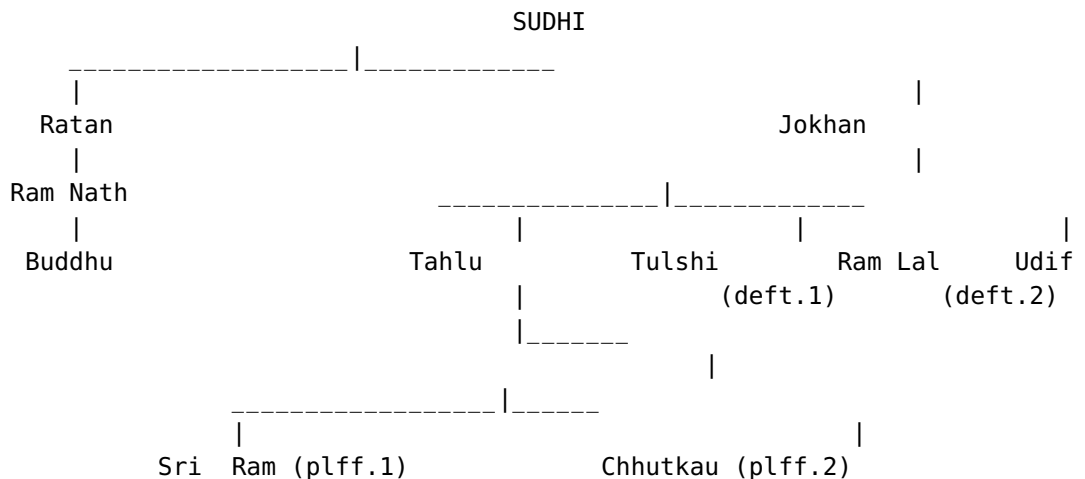 SUDHI
Ratan Jokhan
Ram Nath
Buddhu Tahlu Tulshi Ram Lal Udif
(deft.1) (deft.2)
Sri Ram (plff.1) Chhutkau (plff.2)